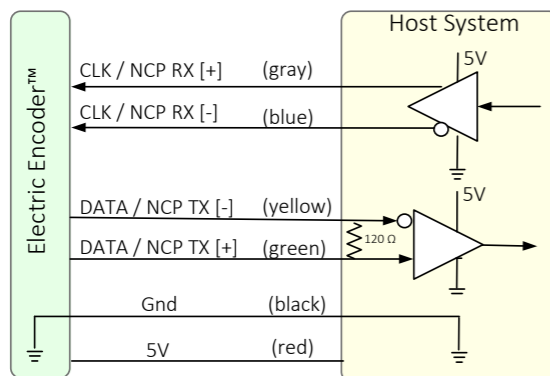 Host System
5V
CLK / NCP RX [+] (gray)
CLK / NCP RX [-] (blue)
Electric Encoder™
5V
DATA / NCP TX [-] (yellow)
120 Ω
DATA / NCP TX [+] (green)
Gnd (black)
5V (red)